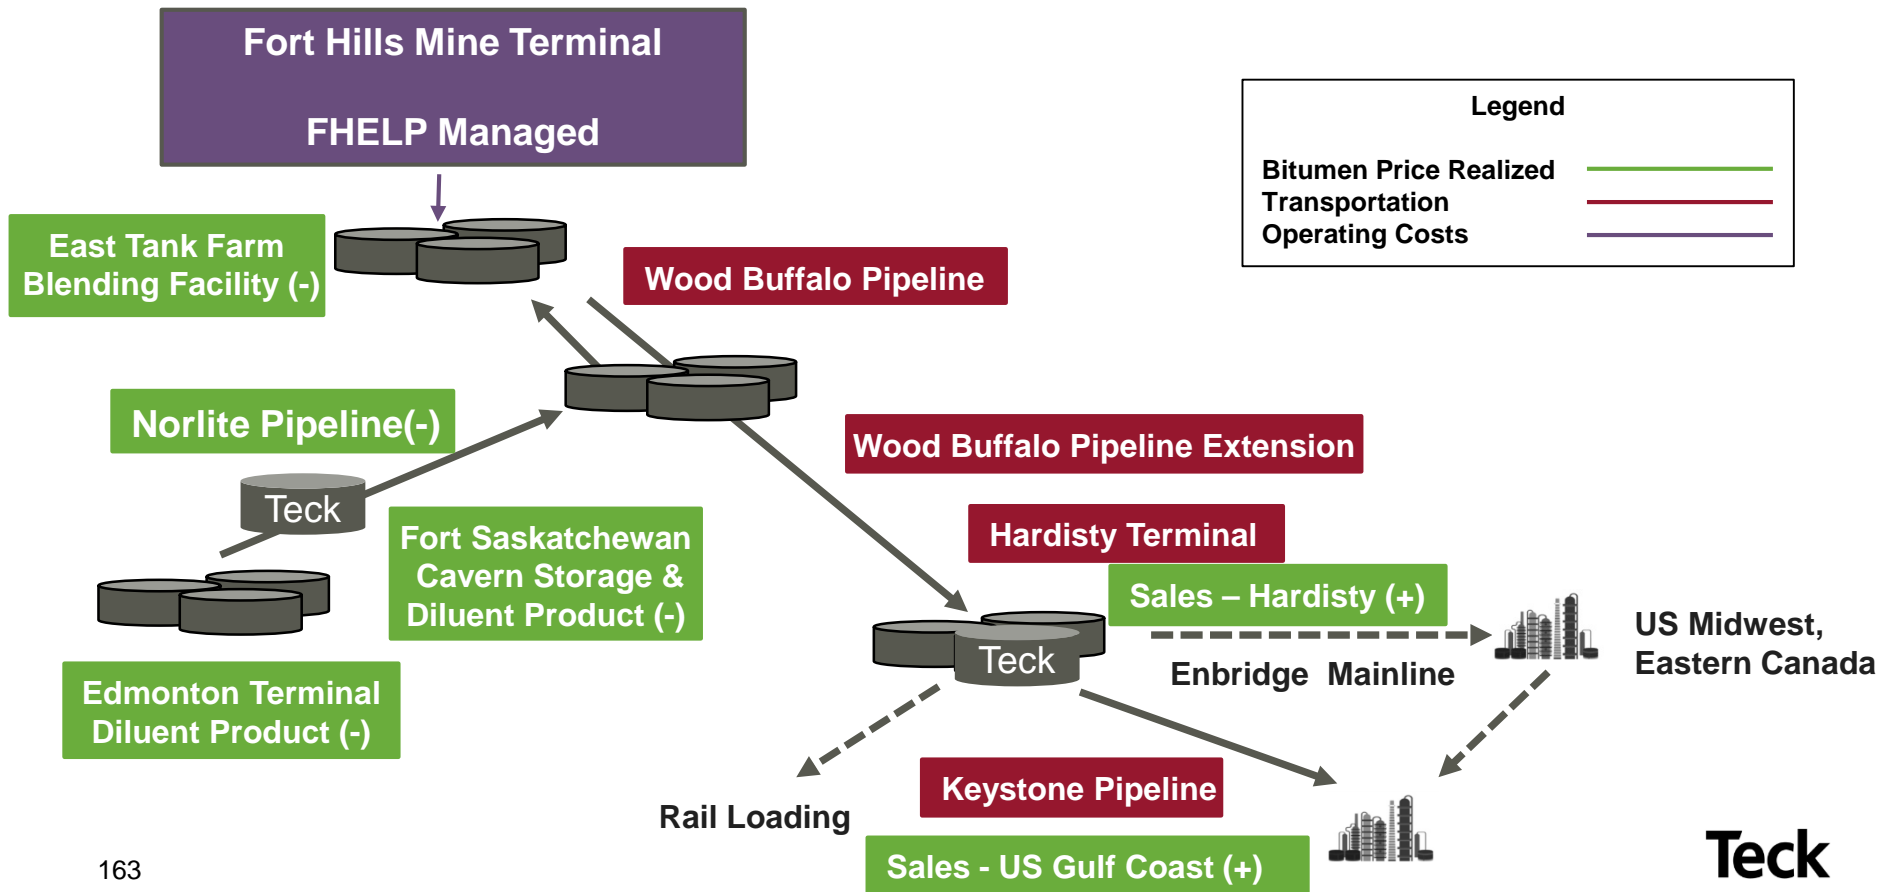 Fort Hills Mine Terminal
FHELP Managed
Legend
Bitumen Price Realized
Transportation
Operating Costs
East Tank Farm
Blending Facility (-)
Wood Buffalo Pipeline
Norlite Pipeline(-)
Wood Buffalo Pipeline Extension
Teck
Fort Saskatchewan
Cavern Storage &
Diluent Product (-)
Hardisty Terminal
Sales – Hardisty (+)
Teck
Enbridge Mainline
US Midwest,
Eastern Canada
Edmonton Terminal
Diluent Product (-)
Keystone Pipeline
Rail Loading
Sales - US Gulf Coast (+)
163
Teck